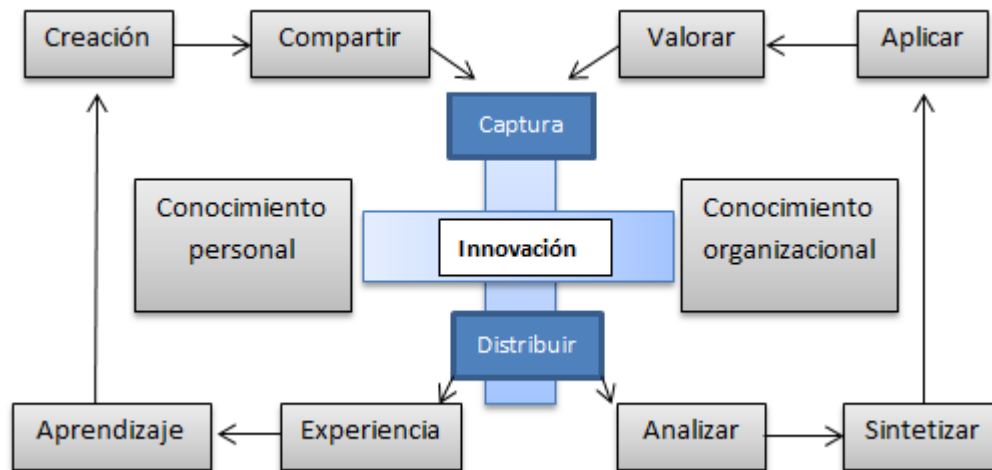 Creación
Compartir
Valorar
Aplicar
Captura
Conocimiento
personal
Innovación
Conocimiento
organizacional
Distribuir
Aprendizaje
Experiencia
Analizar
Sintetizar